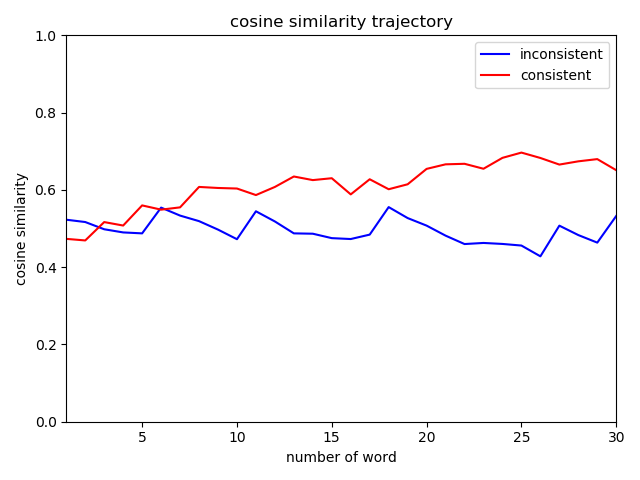 cosine similarity trajectory
1.0
0.8
0.6
0.4
0.2
0.0
cosine similarity
inconsistent
consistent
5
10
15
20
25
30
number of word